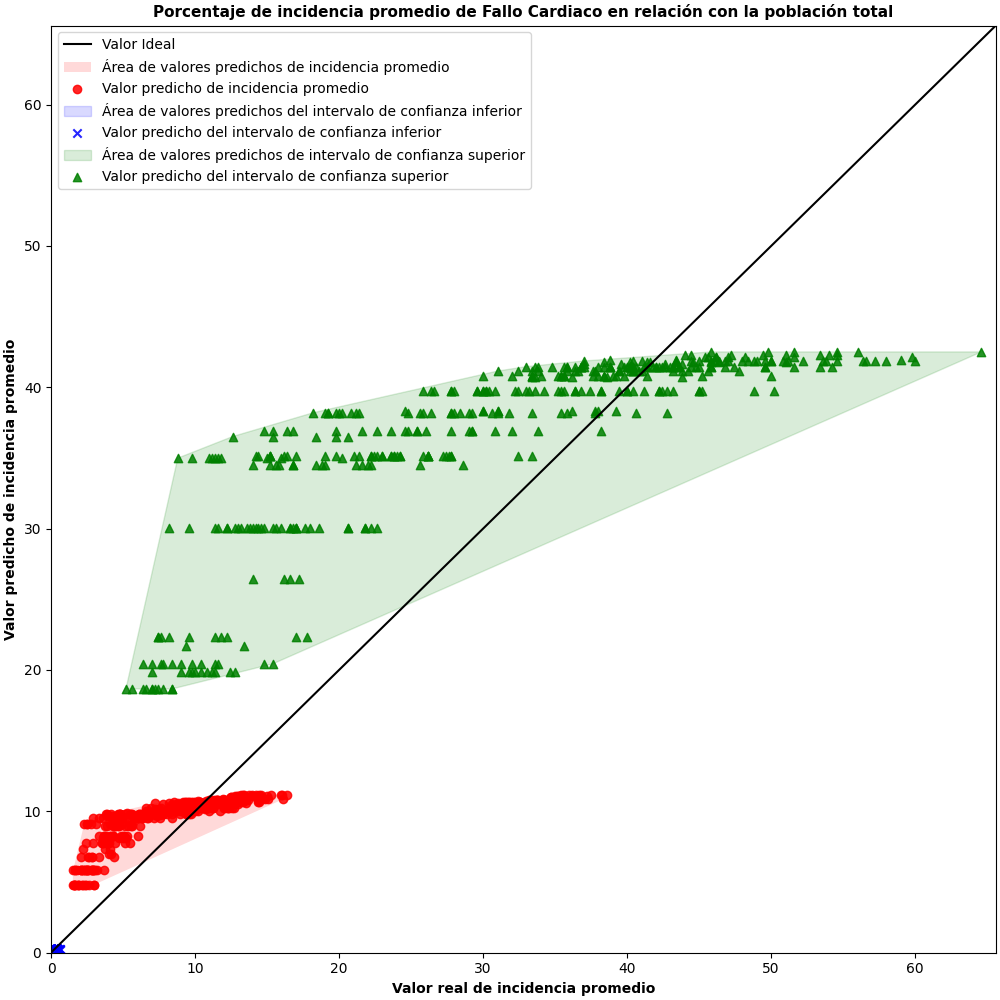 Porcentaje de incidencia promedio de Fallo Cardiaco en relación con la población total
Valor Ideal
Área de valores predichos de incidencia promedio
Valor predicho de incidencia promedio
Área de valores predichos del intervalo de confianza inferior
Valor predicho del intervalo de confianza inferior
Área de valores predichos de intervalo de confianza superior
Valor predicho del intervalo de confianza superior
Valor predicho de incidencia promedio
60
50
40
30
20
10
0
0 10 20 30 40 50 60
Valor real de incidencia promedio